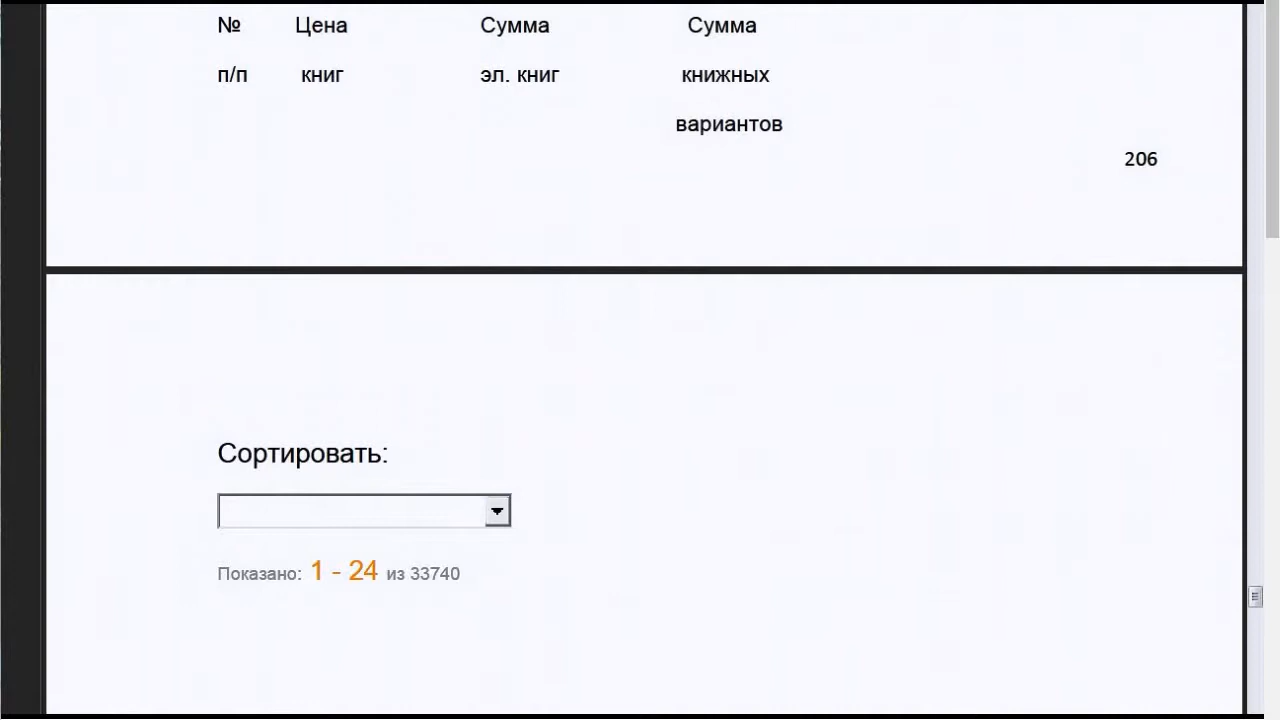 № Цена Сумма Сумма
п/п книг эл. книг книжных
вариантов
206
Сортировать:
Показано: 1 - 24 из 33740